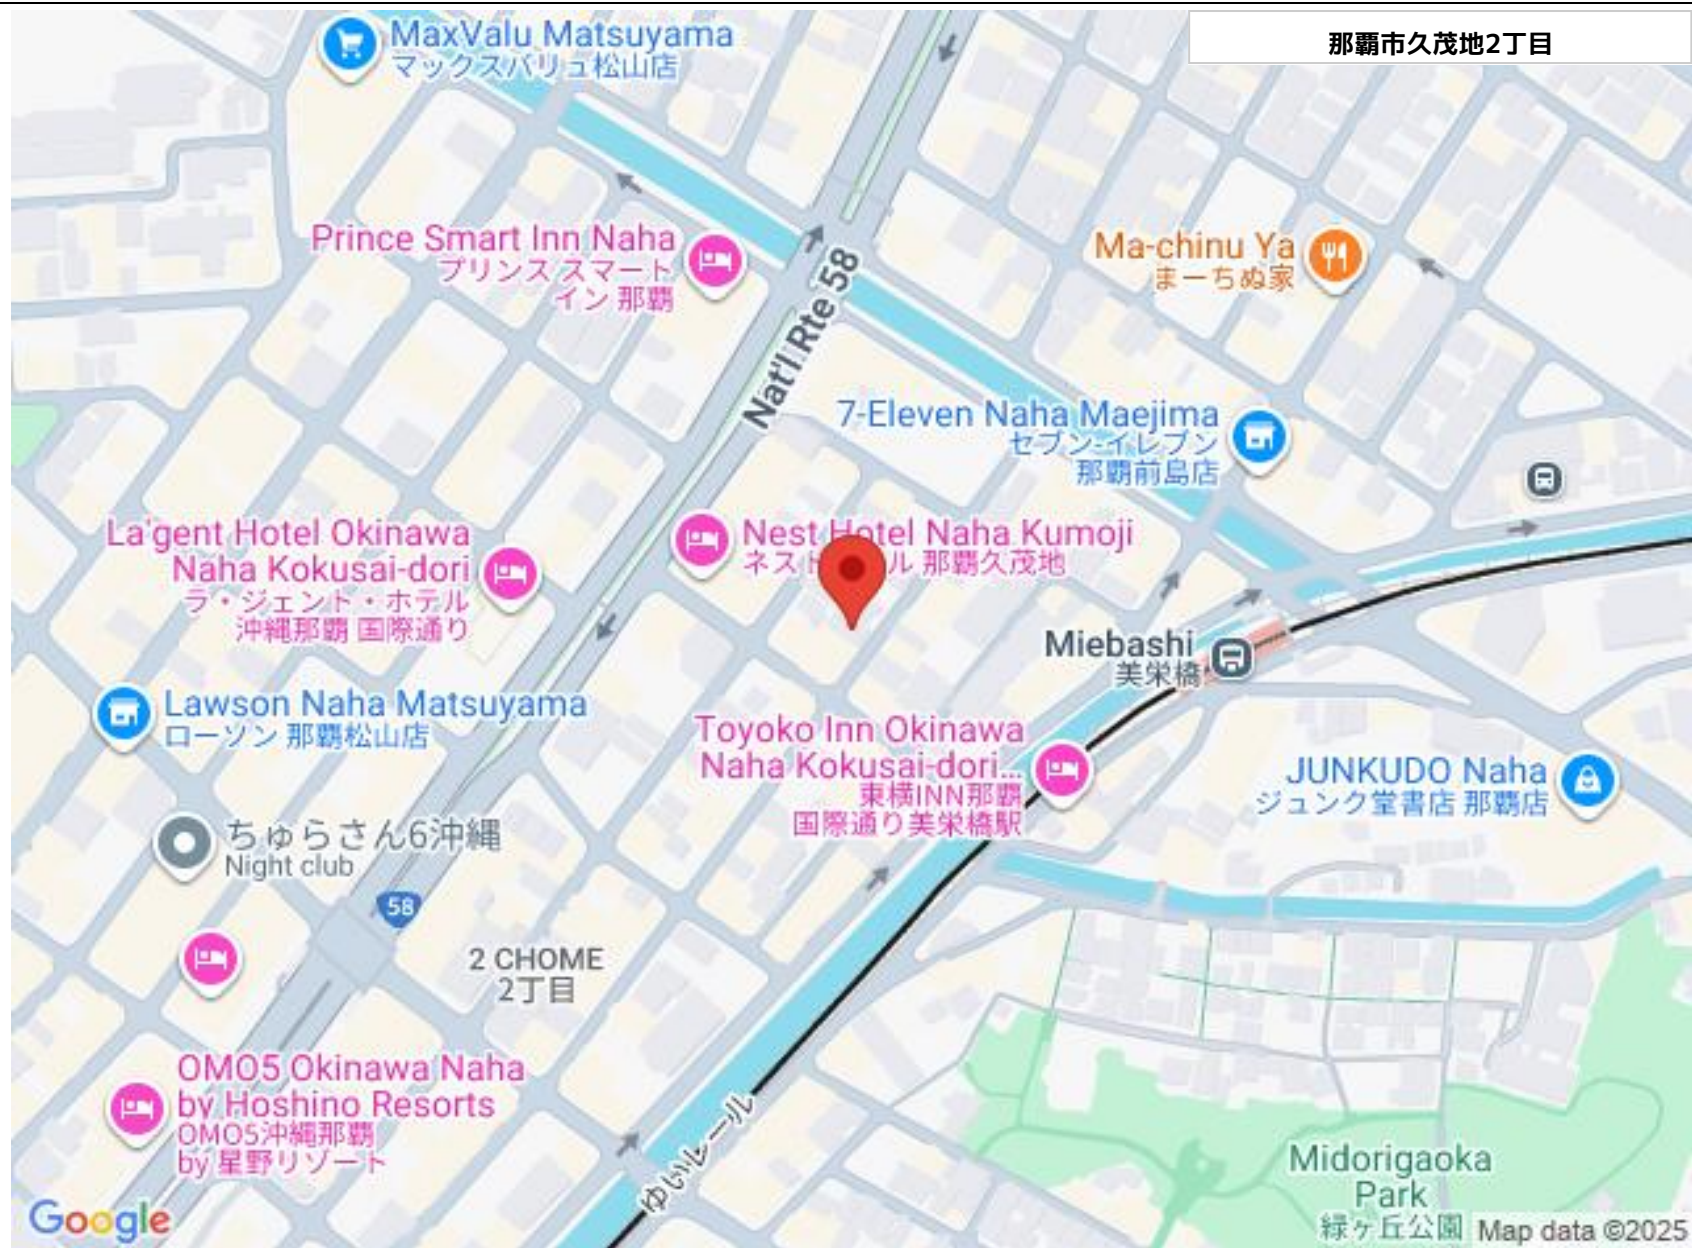 那覇市久茂地2丁目
MaxValu Matsuyama
マックスバリュ松山店
Prince Smart Inn Naha
プリンス スマート
イン 那覇
Nat'l Rte 58
Ma-chinu Ya
まーちぬ家
7-Eleven Naha Maejima
セブン-イレブン
那覇前島店
La'gent Hotel Okinawa
Naha Kokusai-dori
ラ・ジェント・ホテル
沖縄那覇 国際通り
Nest Hotel Naha Kumoji
ネスト ル 那覇久茂地
Miebashi
美栄橋
Lawson Naha Matsuyama
ローソン 那覇松山店
Toyoko Inn Okinawa
Naha Kokusai-dori...
東横INN那覇
国際通り美栄橋駅
JUNKUDO Naha
ジュンク堂書店 那覇店
ちゅらさん6沖縄
Night club
58
2 CHOME
2丁目
OMO5 Okinawa Naha
by Hoshino Resorts
OMO5沖縄那覇
by 星野リゾート
ゆいレール
Midorigaoka
Park
緑ヶ丘公園
Google
Map data ©2025